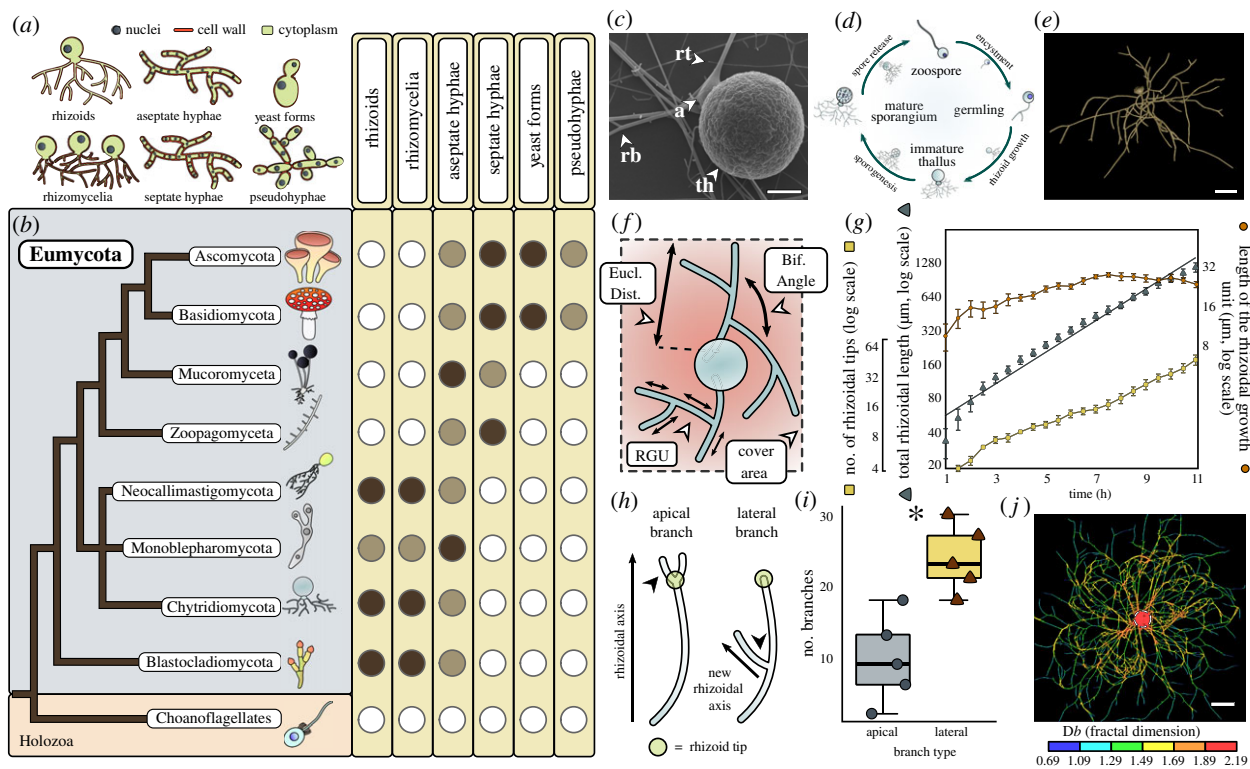 (a)
nuclei
cell wall
cytoplasm
rhizoids
aseptate hyphae
yeast forms
rhizomycelia
septate hyphae
pseudohyphae
rhizoids
rhizomycelia
aseptate hyphae
septate hyphae
yeast forms
pseudohyphae
(b)
Eumycota
Ascomycota
Basidiomycota
Mucoromyceta
Zoopagomyceta
Neocallimastigomycota
Monoblepharomycota
Chytridiomycota
Blastocladiomycota
Choanoflagellates
Holozoa
(c)
rt
a
rb
th
(d)
spore release
encystment
zoospore
mature
sporangium
germling
immature
thallus
sporogenesis
rhizoid growth
(e)
(f)
Eucl.
Dist.
Bif.
Angle
RGU
cover
area
(g)
no. of rhizoidal tips (log scale)
64
32
16
8
4
total rhizoidal length (µm, log scale)
1280
640
320
160
80
40
20
1
3
5
7
9
11
time (h)
32
16
8
length of the rhizoidal growth
unit (µm, log scale)
(h)
apical
branch
lateral
branch
rhizoidal axis
new
rhizoidal
axis
= rhizoid tip
(i)
no. branches
30
20
10
*
apical
lateral
branch type
(j)
Db (fractal dimension)
0.69 1.09 1.29 1.49 1.69 1.89 2.19